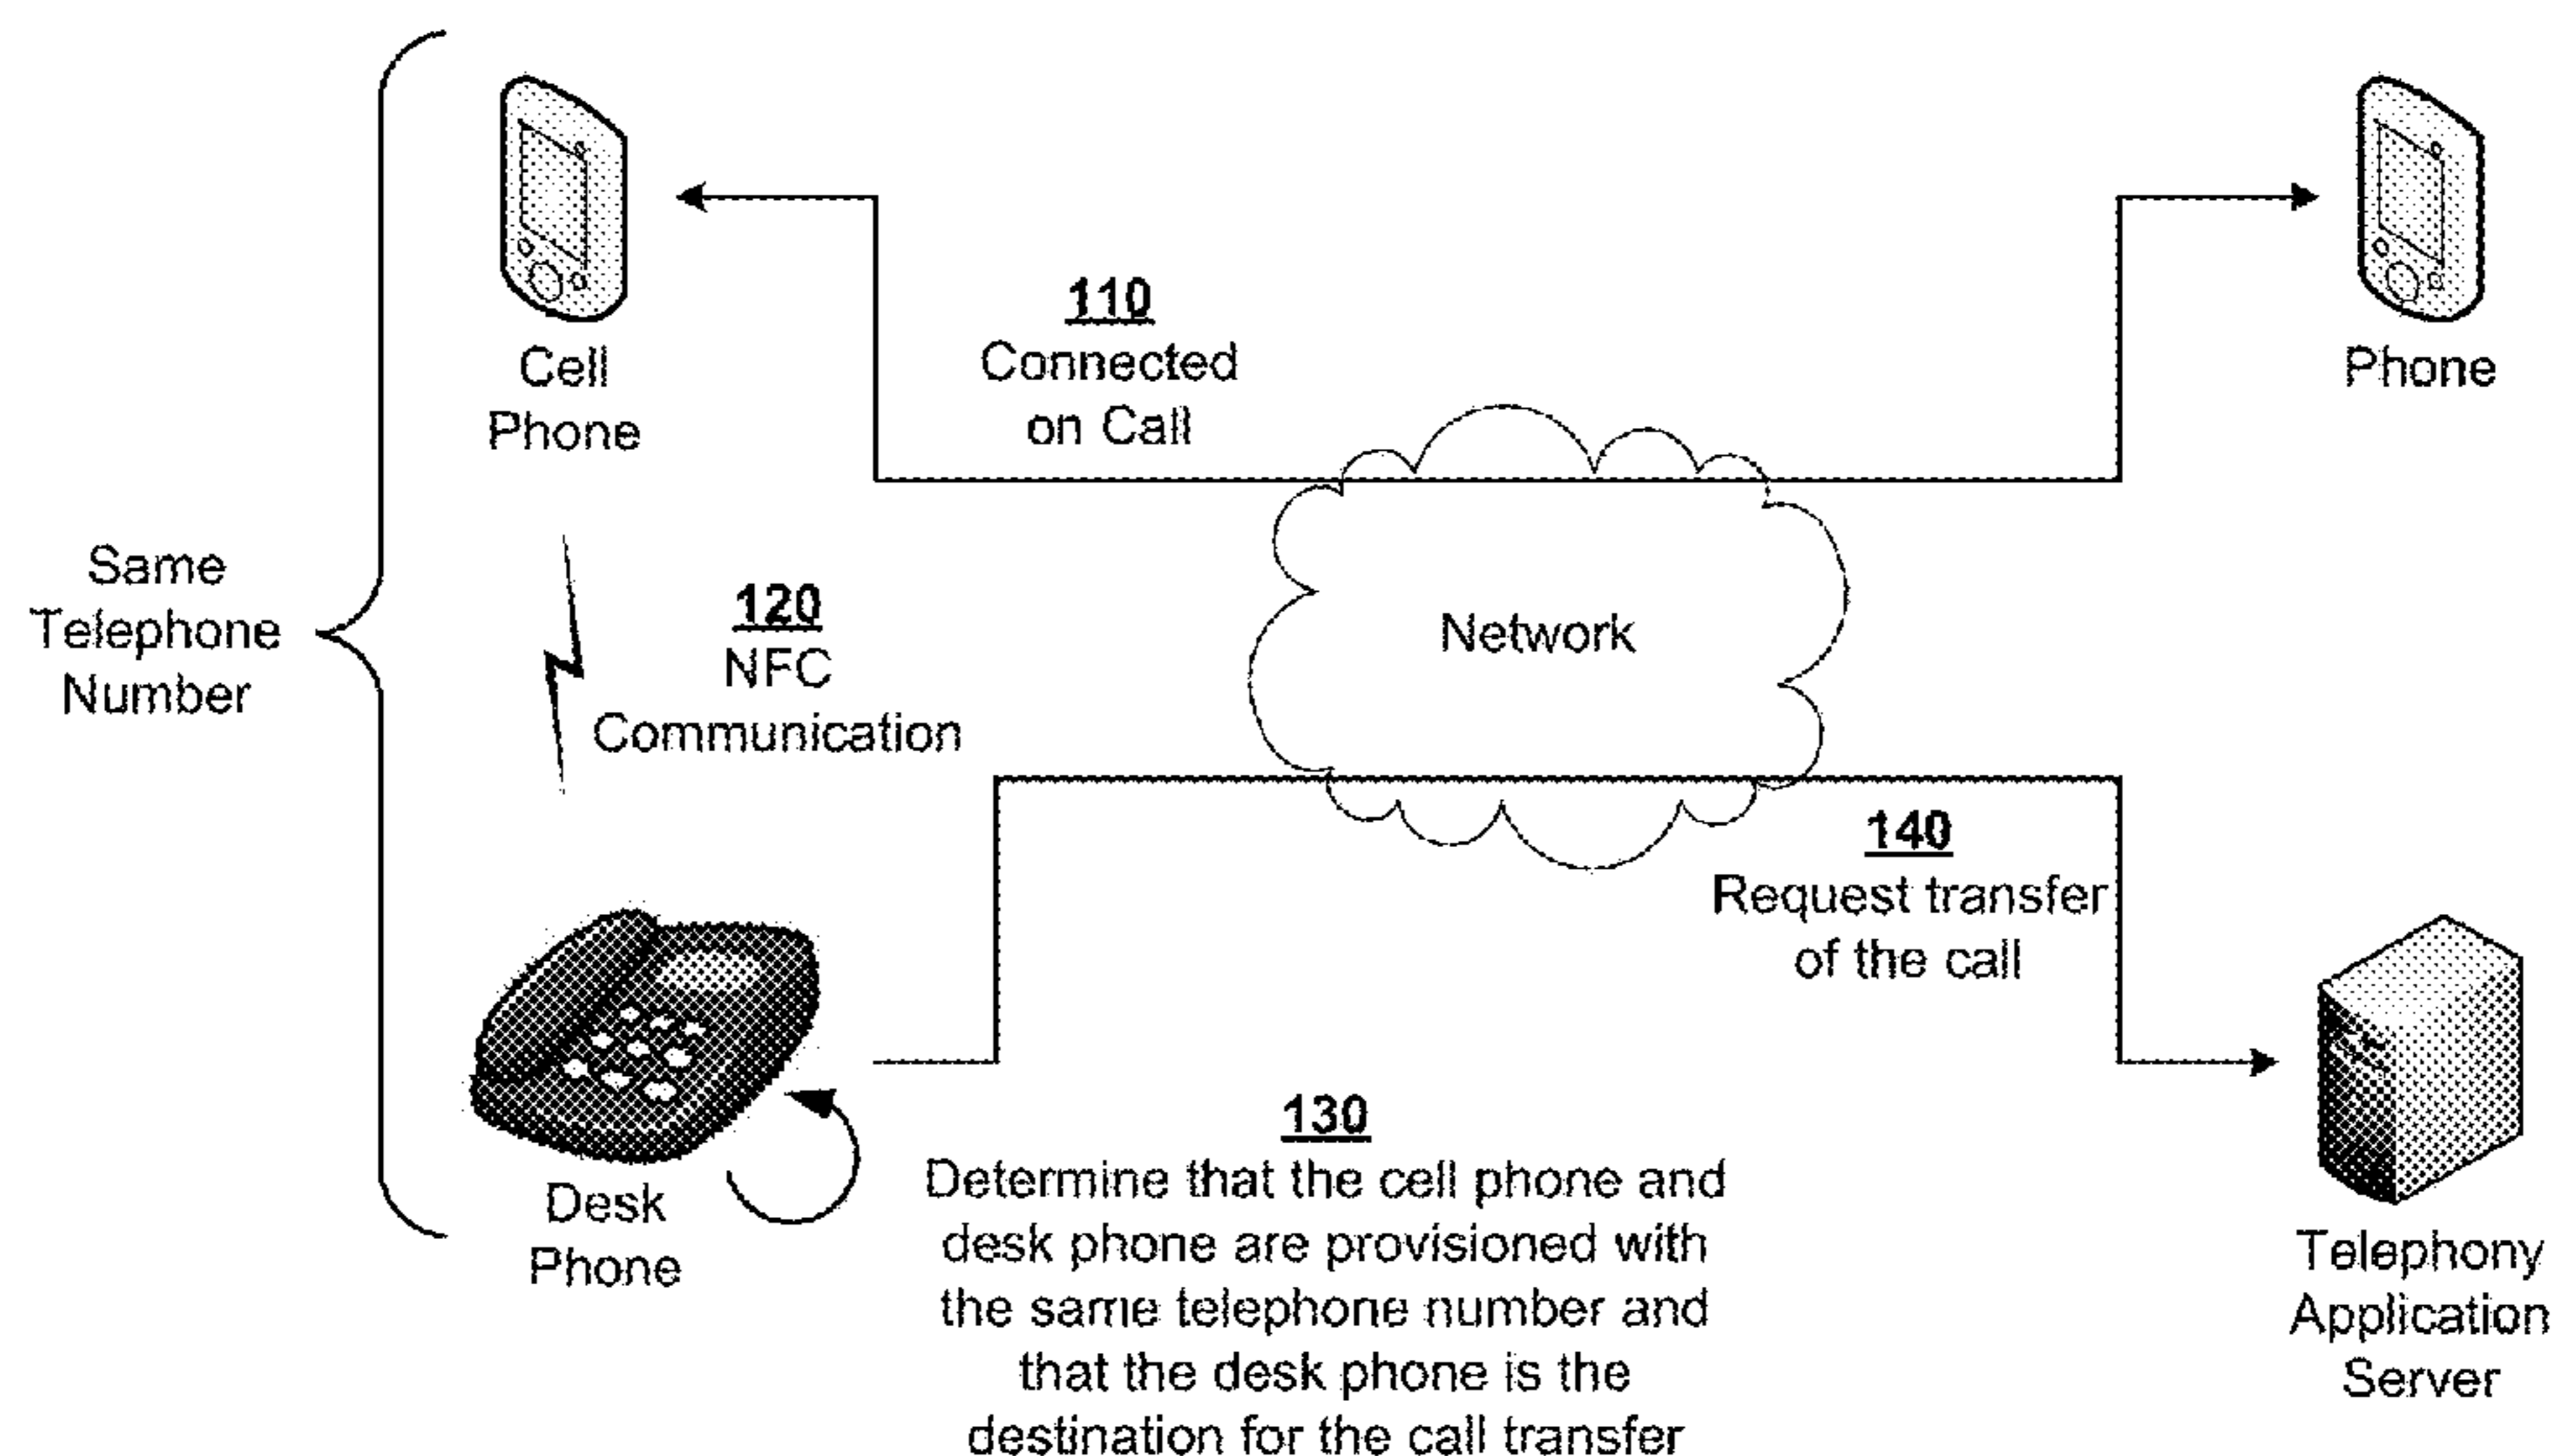 Cell
Phone
110
Connected
on Call
Phone
Same
Telephone
Number
120
NFC
Communication
Network
140
Request transfer
of the call
Desk
Phone
130
Determine that the cell phone and
desk phone are provisioned with
the same telephone number and
that the desk phone is the
destination for the call transfer
Telephony
Application
Server